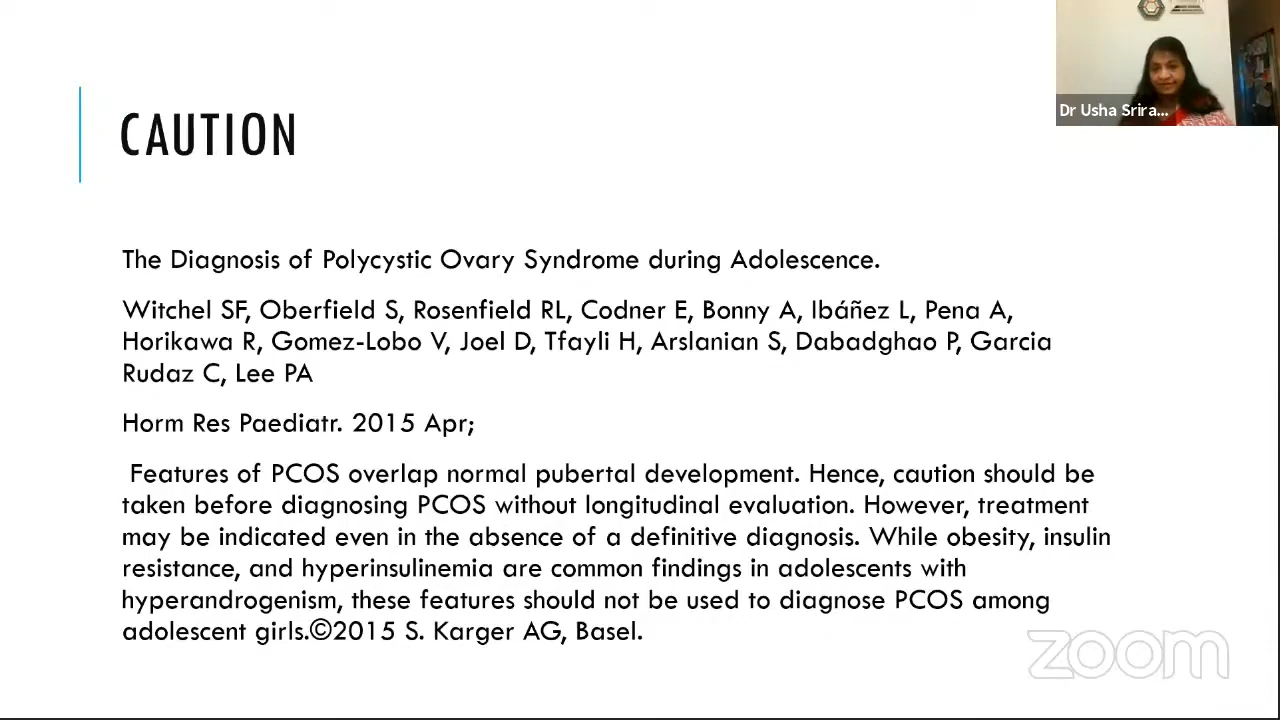 Dr Usha Srira...
CAUTION
The Diagnosis of Polycystic Ovary Syndrome during Adolescence.
Witchel SF, Oberfield S, Rosenfield RL, Codner E, Bonny A, Ibáñez L, Pena A,
Horikawa R, Gomez-Lobo V, Joel D, Tfayli H, Arslanian S, Dabadghao P, Garcia
Rudaz C, Lee PA
Horm Res Paediatr. 2015 Apr;
Features of PCOS overlap normal pubertal development. Hence, caution should be
taken before diagnosing PCOS without longitudinal evaluation. However, treatment
may be indicated even in the absence of a definitive diagnosis. While obesity, insulin
resistance, and hyperinsulinemia are common findings in adolescents with
hyperandrogenism, these features should not be used to diagnose PCOS among
adolescent girls.©2015 S. Karger AG, Basel.
zoom